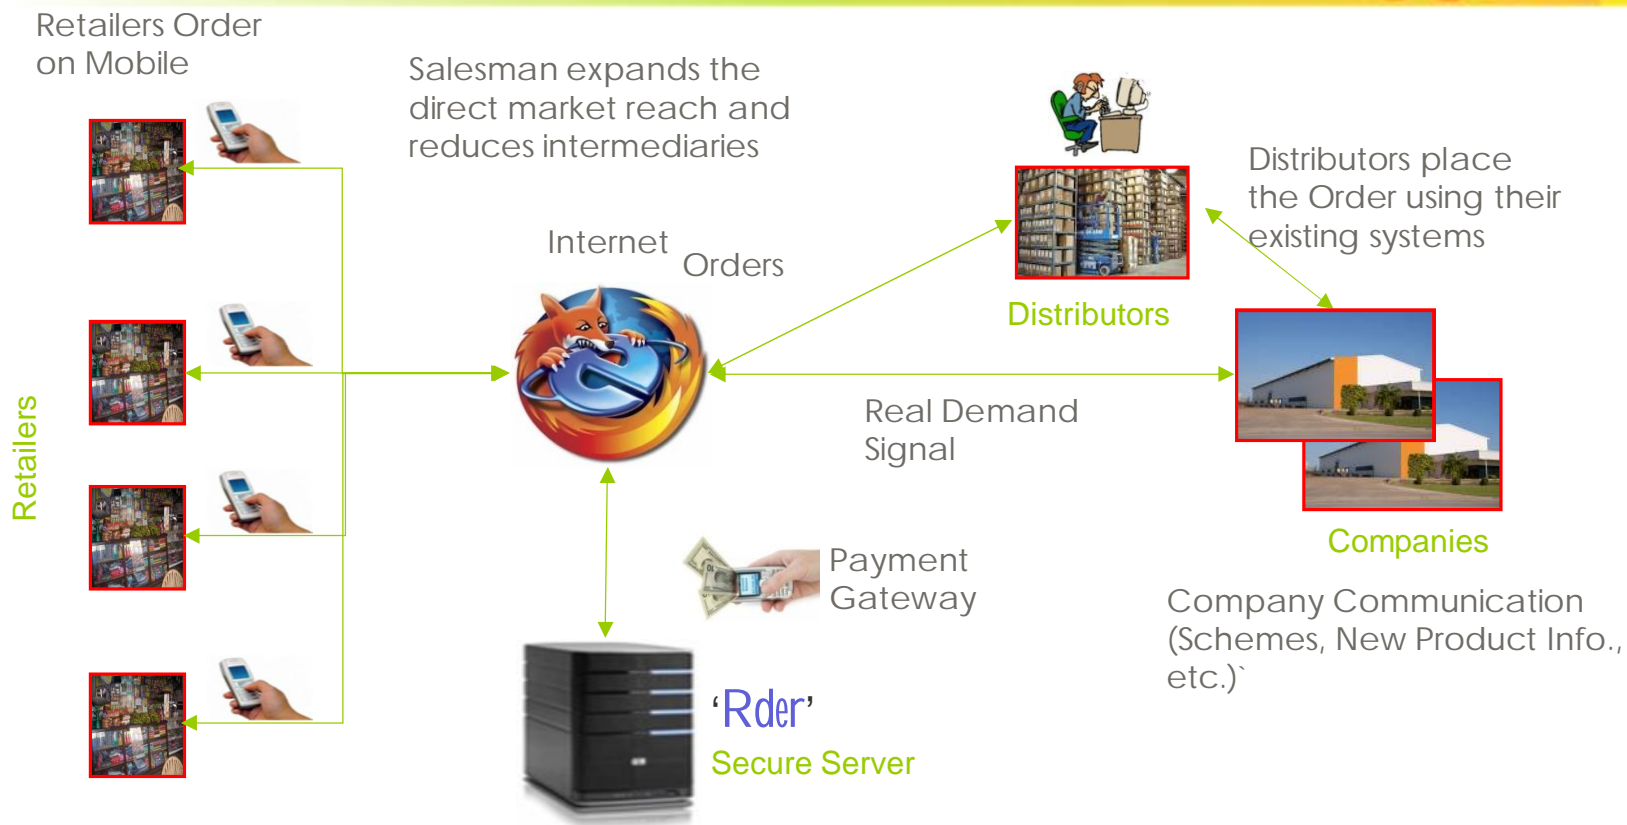 Retailers Order
on Mobile
Salesman expands the
direct market reach and
reduces intermediaries
Distributors place
the Order using their
existing systems
Internet
Orders
Distributors
Retailers
Real Demand
Signal
Companies
Payment
Gateway
Company Communication
(Schemes, New Product Info.,
etc.)`
‘Rder’
Secure Server